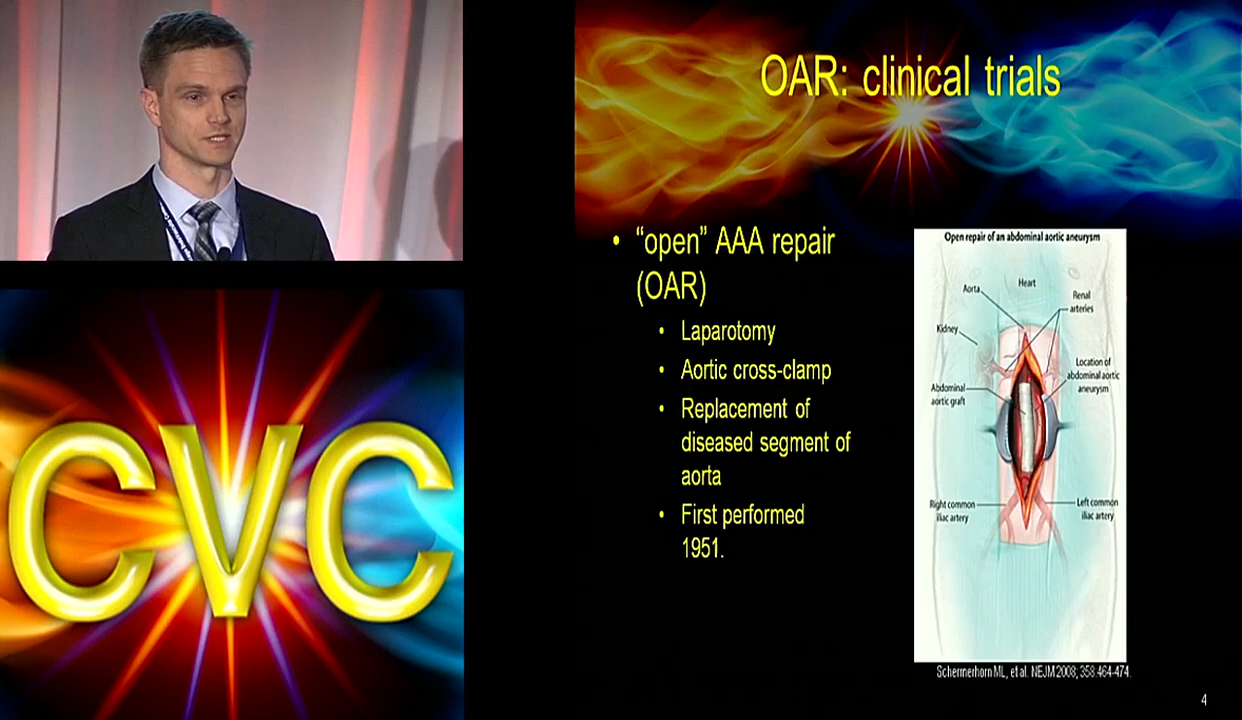 OAR: clinical trials
• “open” AAA repair
(OAR)
• Laparotomy
• Aortic cross-clamp
• Replacement of
diseased segment of
aorta
• First performed
1951.
Open repair of an abdominal aortic aneurysm
Heart
Aorta
Renal
arteries
Kidney
Location of
abdominal aortic
aneurysm
Abdominal
aortic graft
Right common
iliac artery
Left common
iliac artery
Schermerhorn ML, et al. NEJM 2008; 358:464-474.
4
CVC